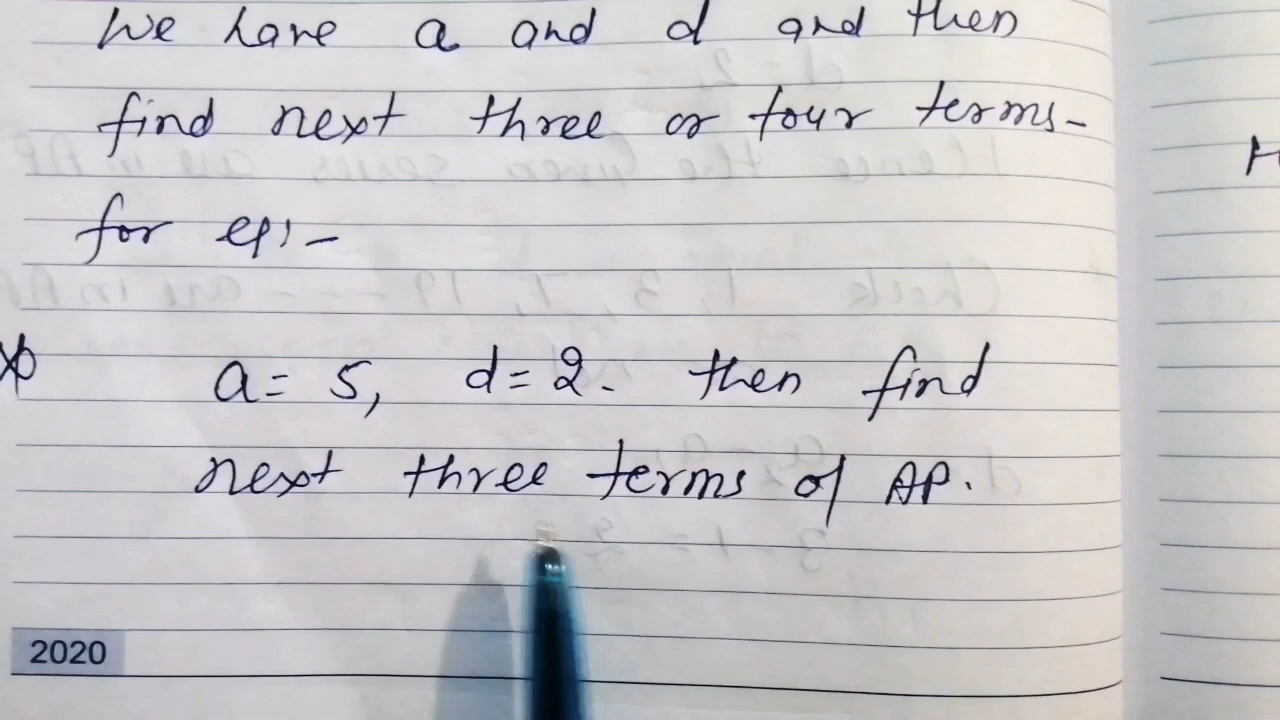 We have a and d and then
find next three or four terms-
for eg:-
a= 5, d=2. then find
next three terms of AP.
2020